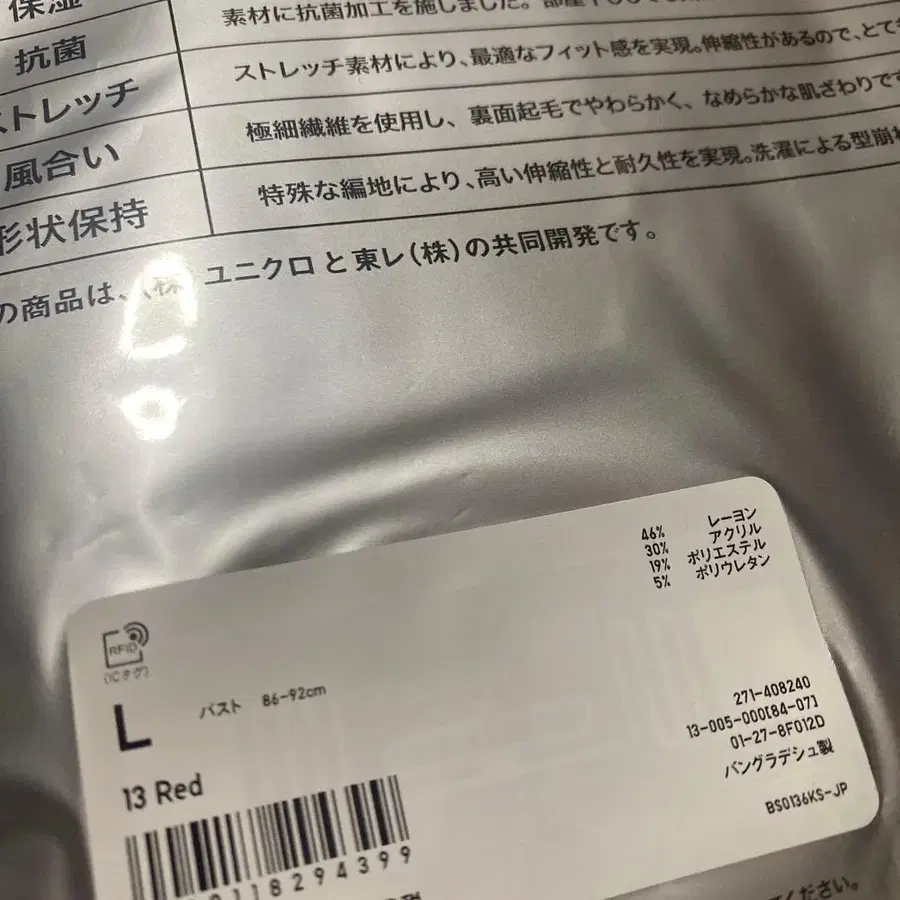 保湿
素材に抗菌加工を施しました。
抗菌
ストレッチ素材により、最適なフィット感を実現。伸縮性があるので、とても
ストレッチ
極細繊維を使用し、裏面起毛でやわらかく、なめらかな肌ざわりです
風合い
特殊な編地により、高い伸縮性と耐久性を実現。洗濯による型崩れ
形状保持
の商品は、(株)ユニクロと東レ(株)の共同開発です。
46% レーヨン
30% アクリル
19% ポリエステル
5% ポリウレタン
RFID
(ICタグ)
L バスト 86-92cm
13 Red
271-408240
13-005-000[84-07]
01-27-8F012D
バングラデシュ製
BS0136KS-JP
118294399
ください。